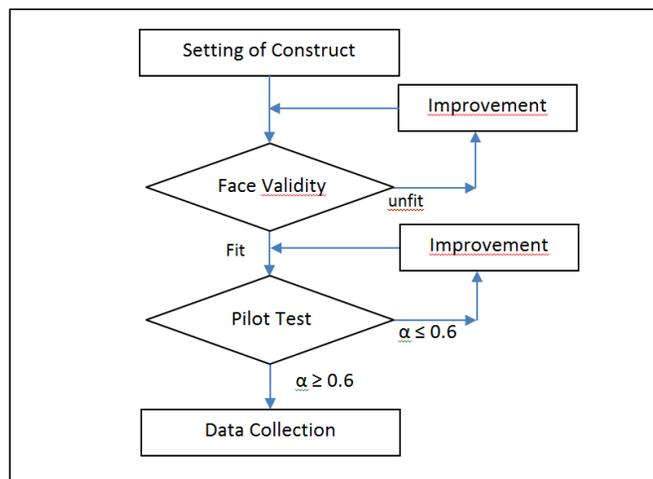 Setting of Construct
Improvement
Face Validity
unfit
Fit
Improvement
Pilot Test
α ≤ 0.6
α ≥ 0.6
Data Collection